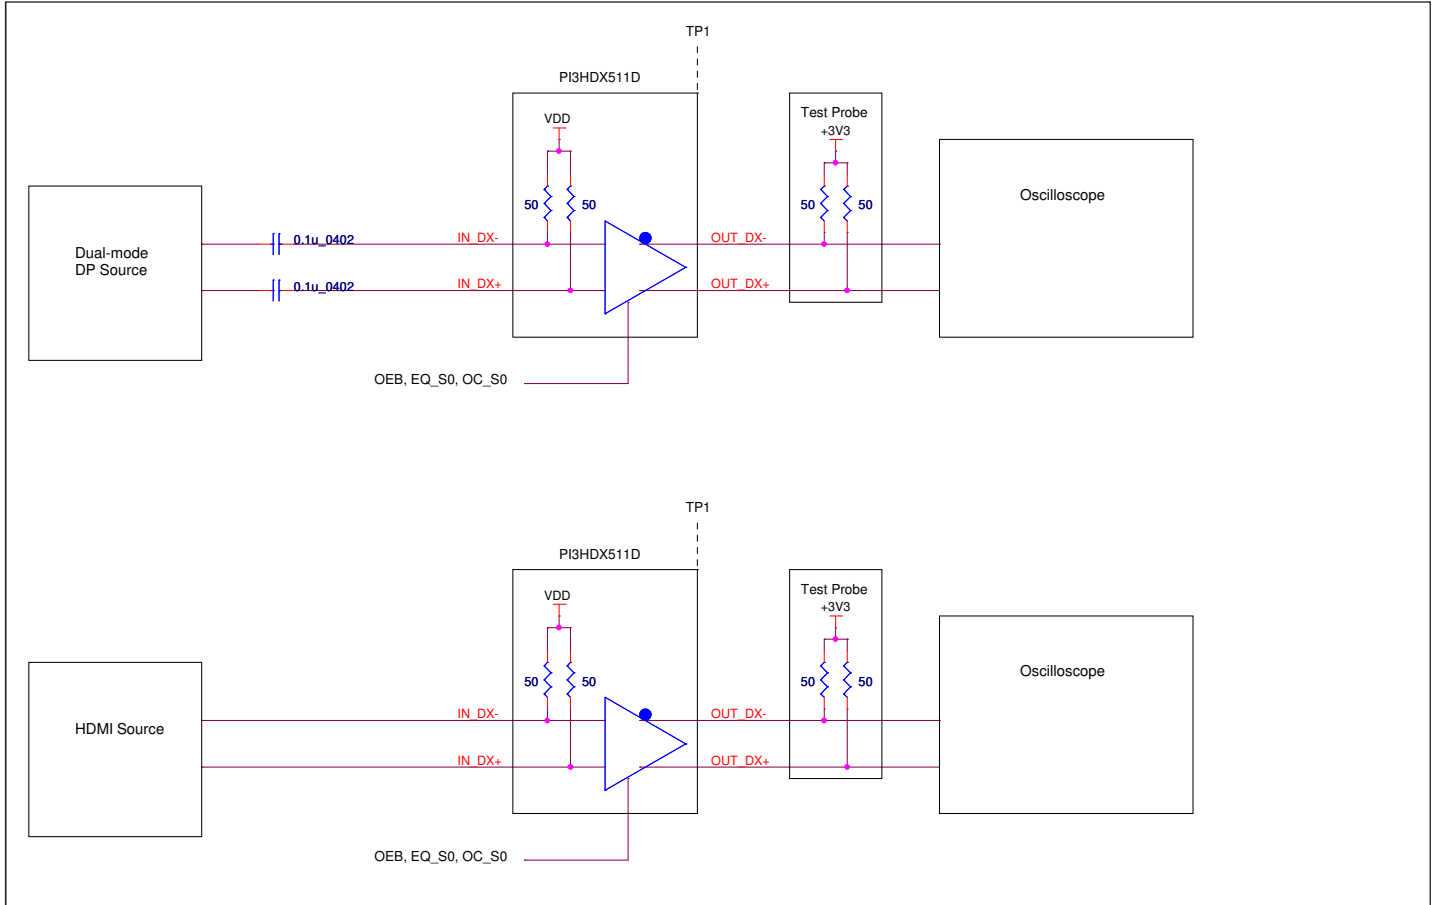 TP1
PI3HDX511D
VDD
50
50
Test Probe
+3V3
50
50
Oscilloscope
Dual-mode
DP Source
0.1u_0402
0.1u_0402
IN_DX-
IN_DX+
OUT_DX-
OUT_DX+
OEB, EQ_S0, OC_S0
TP1
PI3HDX511D
VDD
50
50
Test Probe
+3V3
50
50
Oscilloscope
HDMI Source
IN_DX-
IN_DX+
OUT_DX-
OUT_DX+
OEB, EQ_S0, OC_S0